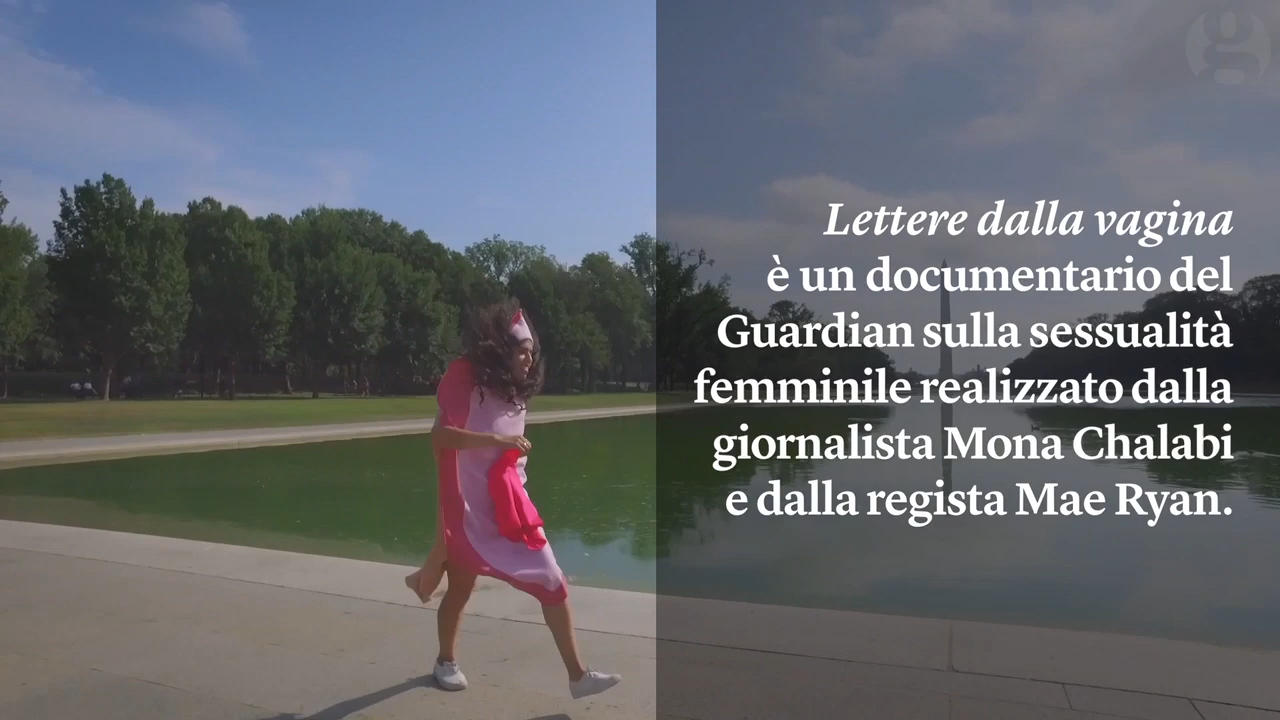 Lettere dalla vagina
è un documentario del
Guardian sulla sessualità
femminile realizzato dalla
giornalista Mona Chalabi
e dalla regista Mae Ryan.